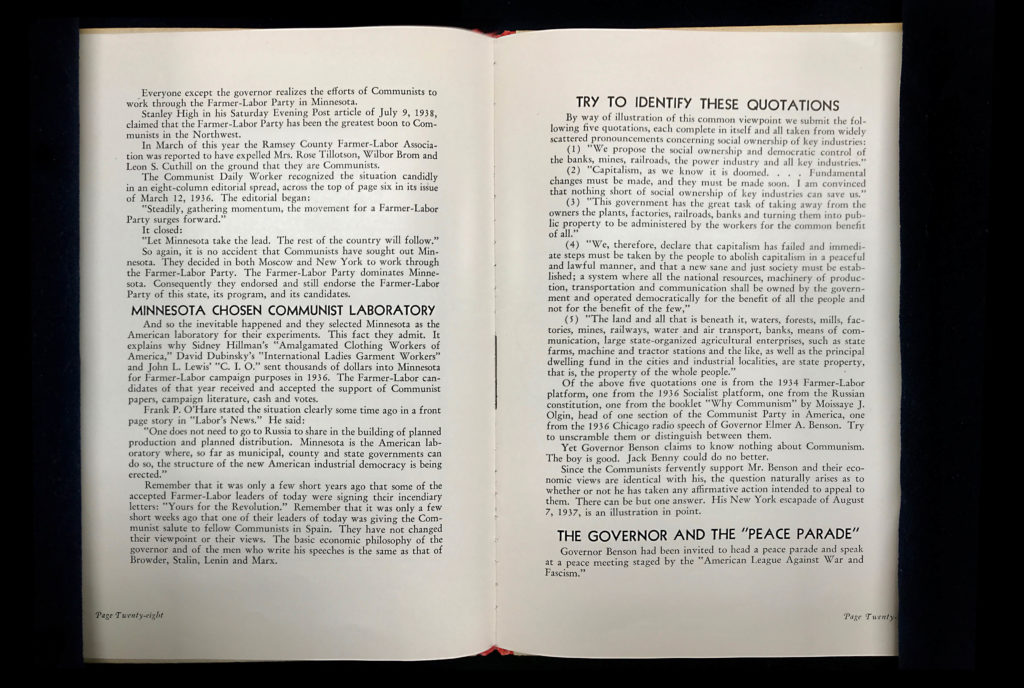 Everyone except the governor realizes the efforts of Communists to
work through the Farmer-Labor Party in Minnesota.
Stanley High in his Saturday Evening Post article of July 9, 1938,
claimed that the Farmer-Labor Party has been the greatest boon to Com-
munists in the Northwest.
In March of this year the Ramsey County Farmer-Labor Associa-
tion was reported to have expelled Mrs. Rose Tillotson, Wilbor Brom and
Leon S. Cuthill on the ground that they are Communists.
The Communist Daily Worker recognized the situation candidly
in an eight-column editorial spread, across the top of page six in its issue
of March 12, 1936. The editorial began:
"Steadily, gathering momentum, the movement for a Farmer-Labor
Party surges forward."
It closed:
"Let Minnesota take the lead. The rest of the country will follow."
So again, it is no accident that Communists have sought out Min-
nesota. They decided in both Moscow and New York to work through
the Farmer-Labor Party. The Farmer-Labor Party dominates Minne-
sota. Consequently they endorsed and still endorse the Farmer-Labor
Party of this state, its program, and its candidates.
MINNESOTA CHOSEN COMMUNIST LABORATORY
And so the inevitable happened and they selected Minnesota as the
American laboratory for their experiments. This fact they admit. It
explains why Sidney Hillman's "Amalgamated Clothing Workers of
America," David Dubinsky's "International Ladies Garment Workers"
and John L. Lewis' "C. I. O." sent thousands of dollars into Minnesota
for Farmer-Labor campaign purposes in 1936. The Farmer-Labor can-
didates of that year received and accepted the support of Communist
papers, campaign literature, cash and votes.
Frank P. O'Hare stated the situation clearly some time ago in a front
page story in "Labor's News." He said:
"One does not need to go to Russia to share in the building of planned
production and planned distribution. Minnesota is the American lab-
oratory where, so far as municipal, county and state governments can
do so, the structure of the new American industrial democracy is being
erected."
Remember that it was only a few short years ago that some of the
accepted Farmer-Labor leaders of today were signing their incendiary
letters: "Yours for the Revolution." Remember that it was only a few
short weeks ago that one of their leaders of today was giving the Com-
munist salute to fellow Communists in Spain. They have not changed
their viewpoint or their views. The basic economic philosophy of the
governor and of the men who write his speeches is the same as that of
Browder, Stalin, Lenin and Marx.
Page Twenty-eight
TRY TO IDENTIFY THESE QUOTATIONS
By way of illustration of this common viewpoint we submit the fol-
lowing five quotations, each complete in itself and all taken from widely
scattered pronouncements concerning social ownership of key industries:
(1) "We propose the social ownership and democratic control of
the banks, mines, railroads, the power industry and all key industries."
(2) "Capitalism, as we know it is doomed. . . . Fundamental
changes must be made, and they must be made soon. I am convinced
that nothing short of social ownership of key industries can save us."
(3) "This government has the great task of taking away from the
owners the plants, factories, railroads, banks and turning them into pub-
lic property to be administered by the workers for the common benefit
of all."
(4) "We, therefore, declare that capitalism has failed and immedi-
ate steps must be taken by the people to abolish capitalism in a peaceful
and lawful manner, and that a new sane and just society must be estab-
lished; a system where all the national resources, machinery of produc-
tion, transportation and communication shall be owned by the govern-
ment and operated democratically for the benefit of all the people and
not for the benefit of the few,"
(5) "The land and all that is beneath it, waters, forests, mills, fac-
tories, mines, railways, water and air transport, banks, means of com-
munication, large state-organized agricultural enterprises, such as state
farms, machine and tractor stations and the like, as well as the principal
dwelling fund in the cities and industrial localities, are state property,
that is, the property of the whole people."
Of the above five quotations one is from the 1934 Farmer-Labor
platform, one from the 1936 Socialist platform, one from the Russian
constitution, one from the booklet "Why Communism" by Moissaye J.
Olgin, head of one section of the Communist Party in America, one
from the 1936 Chicago radio speech of Governor Elmer A. Benson. Try
to unscramble them or distinguish between them.
Yet Governor Benson claims to know nothing about Communism.
The boy is good. Jack Benny could do no better.
Since the Communists fervently support Mr. Benson and their eco-
nomic views are identical with his, the question naturally arises as to
whether or not he has taken any affirmative action intended to appeal to
them. There can be but one answer. His New York escapade of August
7, 1937, is an illustration in point.
THE GOVERNOR AND THE "PEACE PARADE"
Governor Benson had been invited to head a peace parade and speak
at a peace meeting staged by the "American League Against War and
Fascism."
Page Twenty-